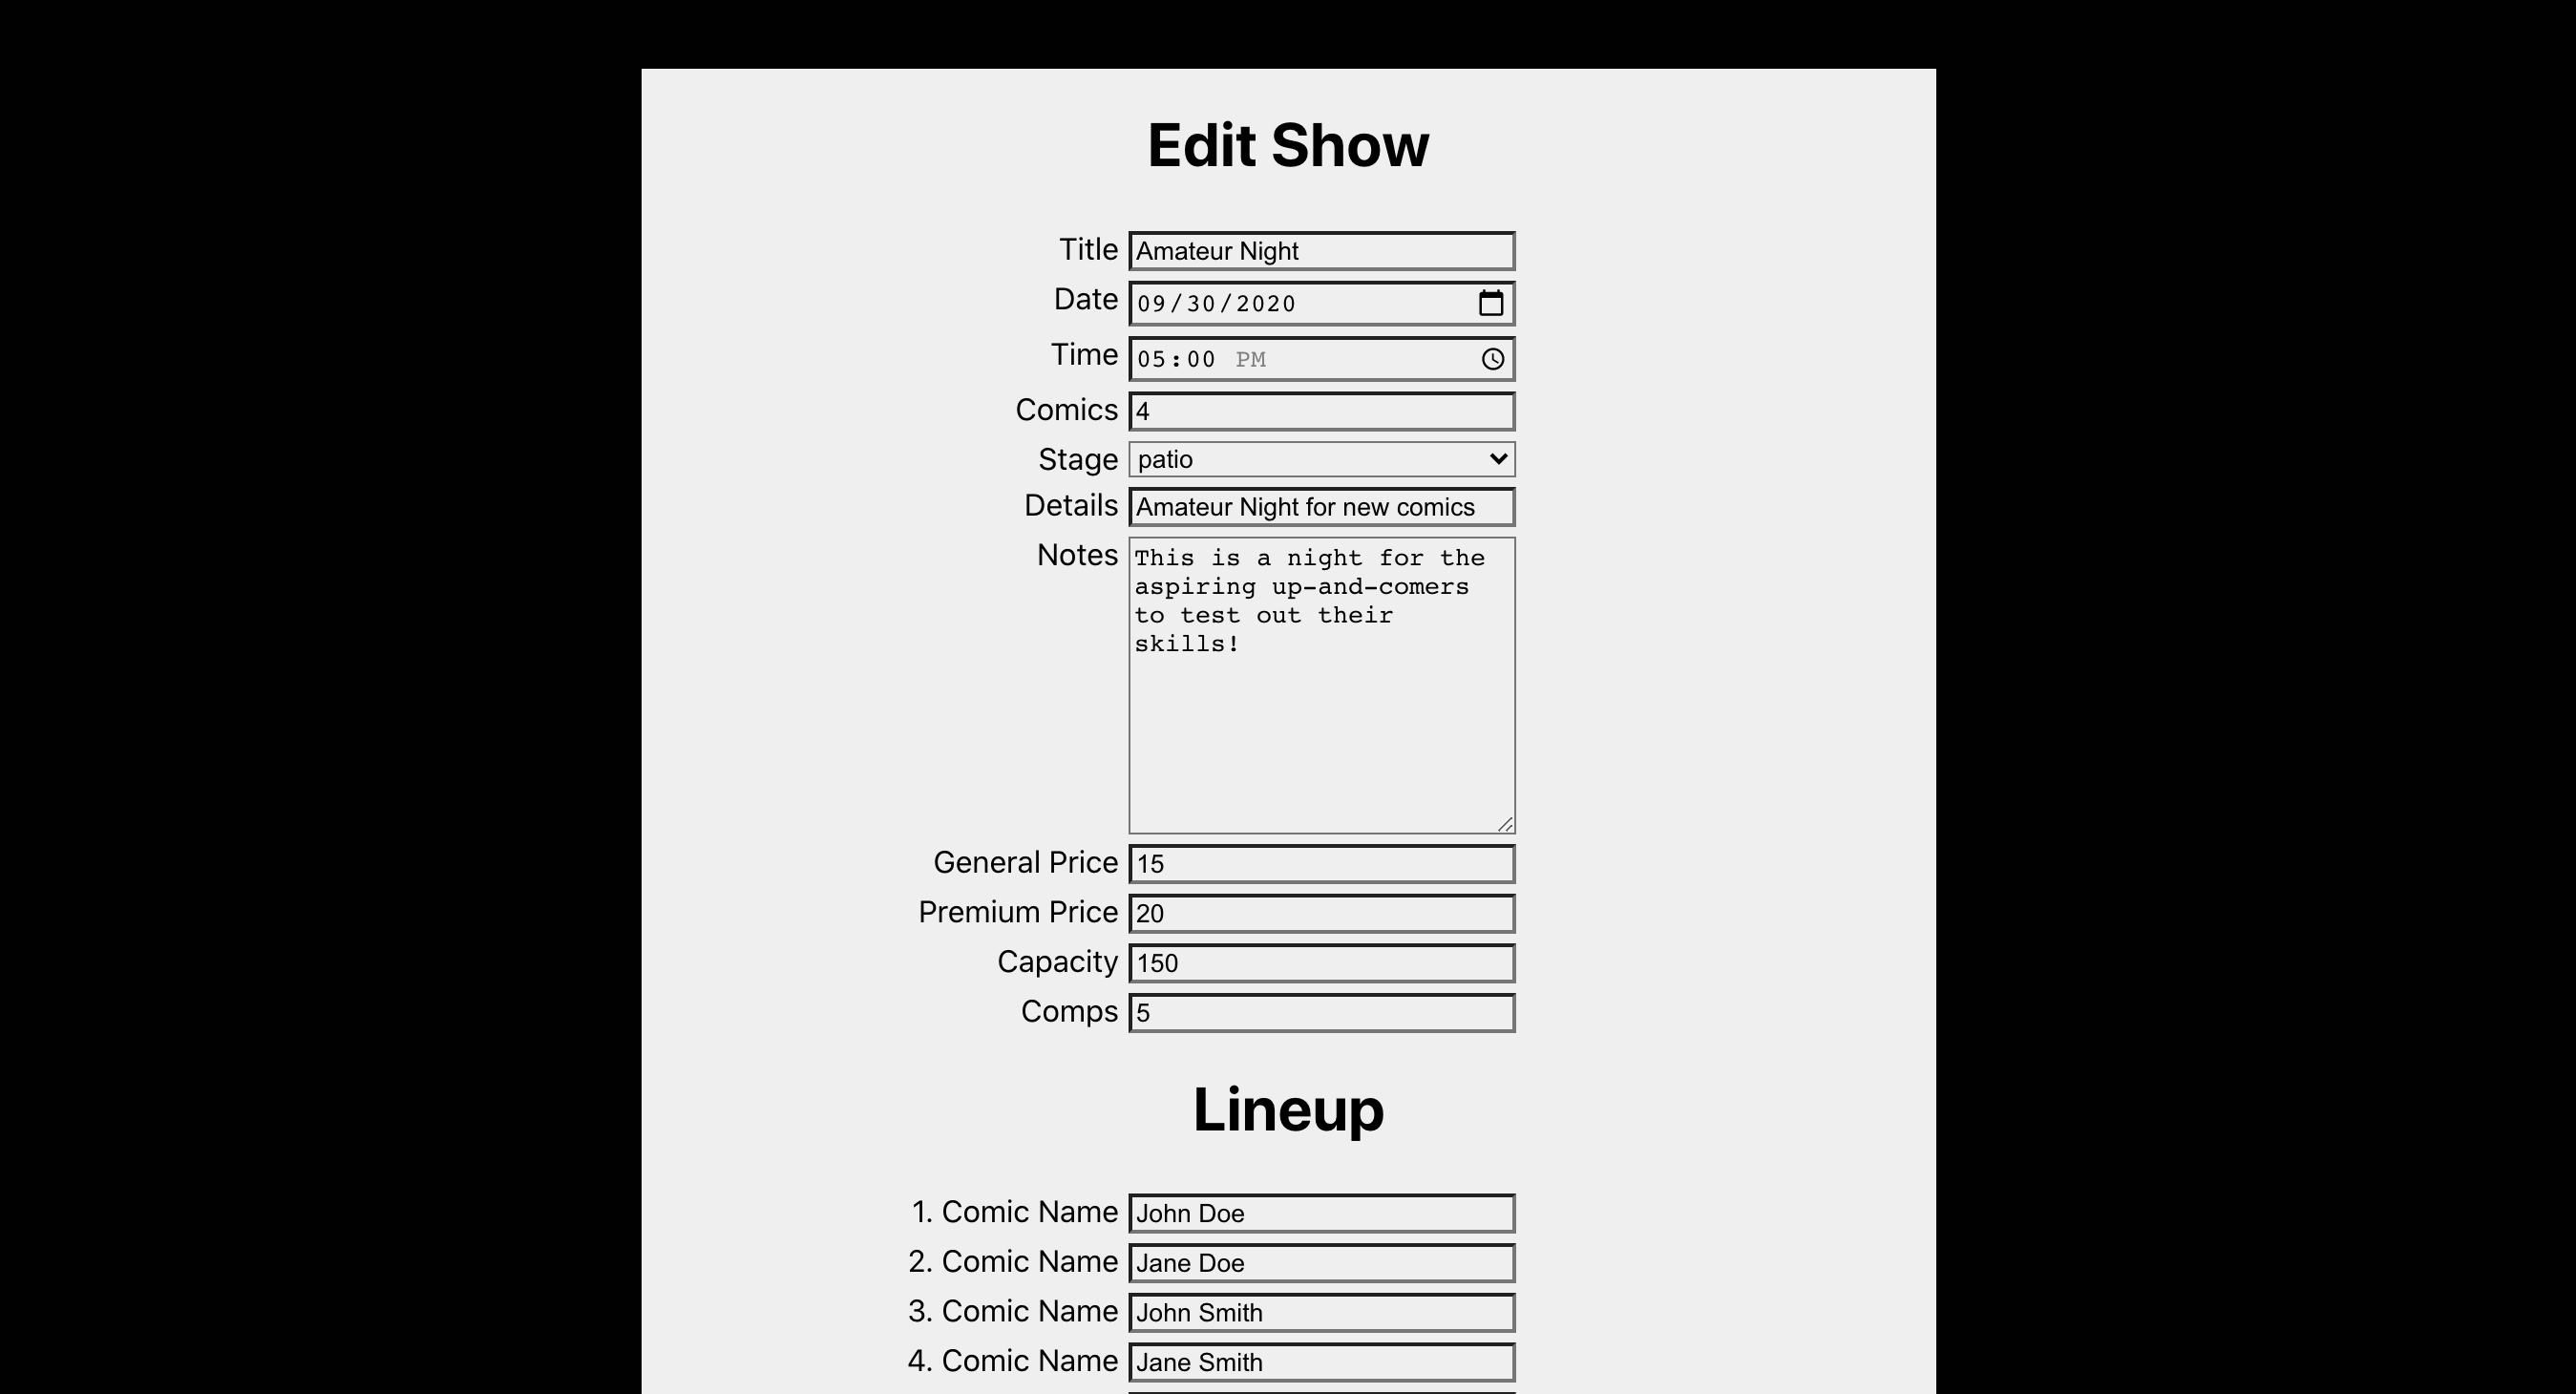 Edit Show
Title Amateur Night
Date 09/30/2020
Time 05:00 PM
Comics 4
Stage patio
Details Amateur Night for new comics
Notes This is a night for the
aspiring up-and-comers
to test out their
skills!
General Price 15
Premium Price 20
Capacity 150
Comps 5
Lineup
1. Comic Name John Doe
2. Comic Name Jane Doe
3. Comic Name John Smith
4. Comic Name Jane Smith